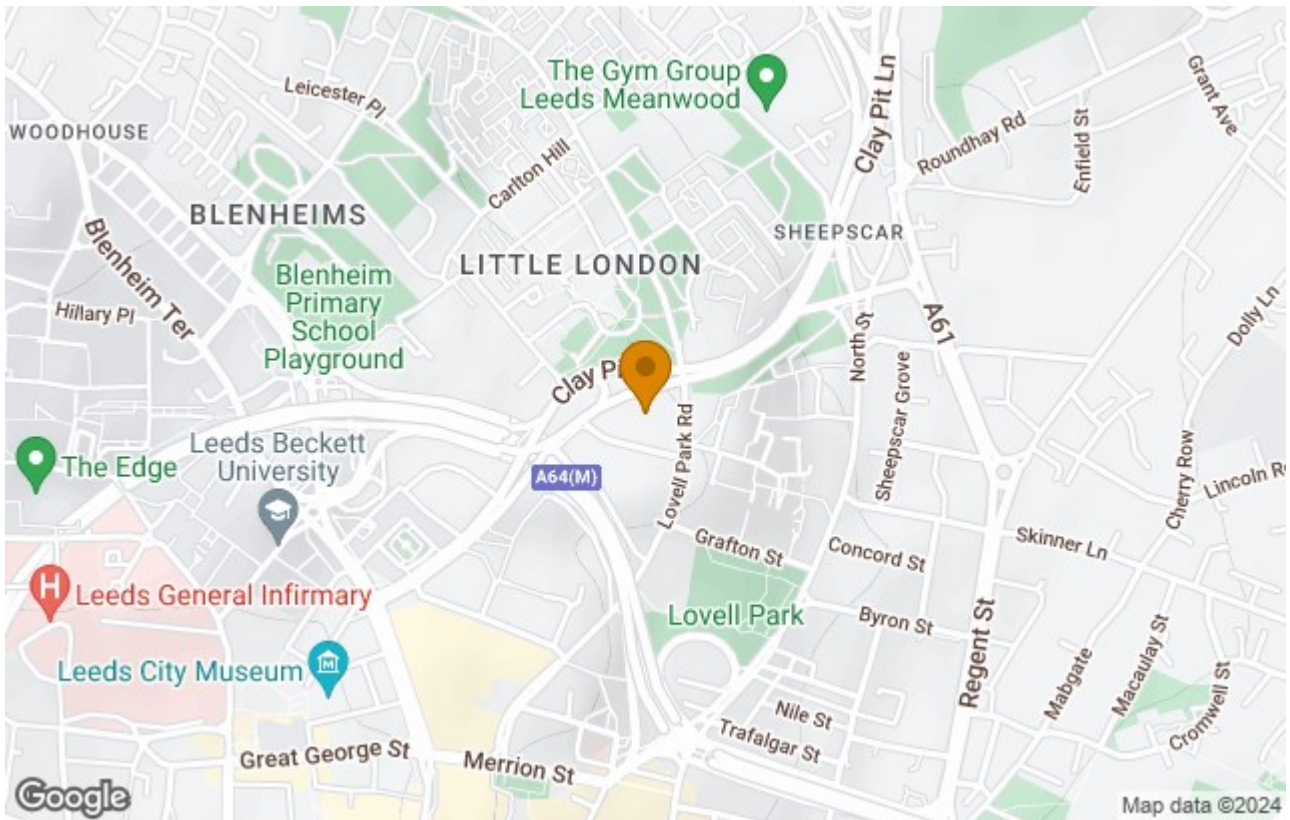 The Gym Group
Leeds Meanwood
Clay Pit Ln
Grant Ave
Leicester Pl
WOODHOUSE
Roundhay Rd
Enfield St
Carlton Hill
Clay Pit Ln
BLENHEIMS
SHEEPSCAR
LITTLE LONDON
Blenheim Ter
Blenheim
Primary
School
Playground
Hillary Pl
A61
Dolly Ln
North St
Clay Pi
Sheepscar Grove
Lovell Park Rd
Leeds Beckett
University
The Edge
A64(M)
Cherry Row
Lincoln R
Skinner Ln
Grafton St
Concord St
H
Leeds General Infirmary
Lovell Park
Byron St
Regent St
Mabgate
Macaulay St
Cromwell St
M
Leeds City Museum
Nile St
Trafalgar St
Great George St
Merrion St
Google
Map data ©2024